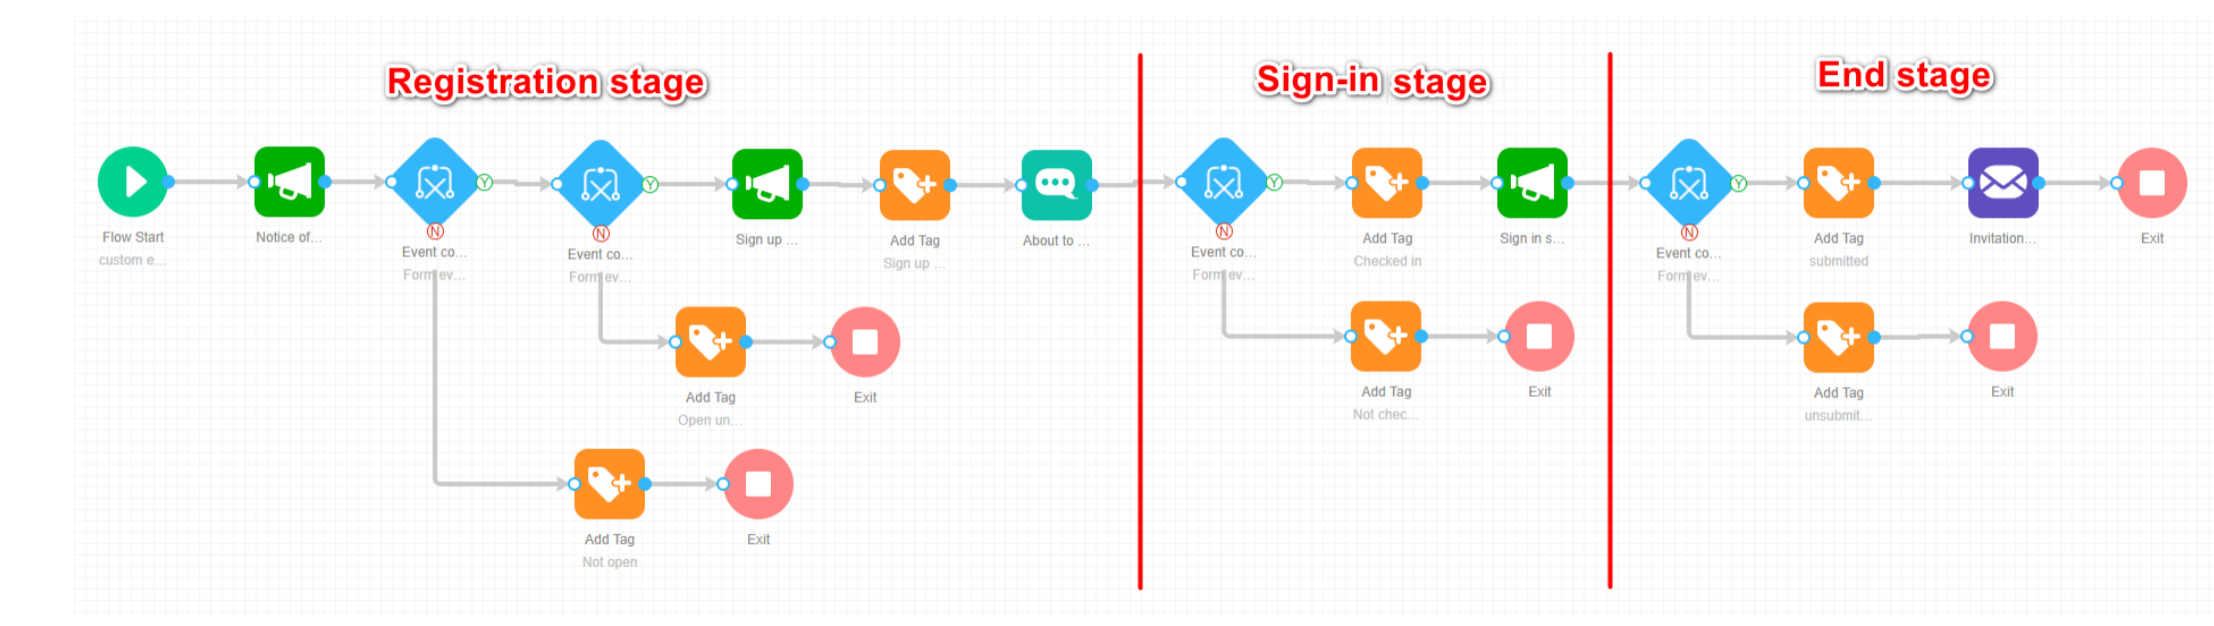 Registration stage
Sign-in stage
End stage
Y
Y
Y
Y
Flow Start
custom e...
Notice of...
N
Event co...
Form ev...
N
Event co...
Form ev...
Sign up ...
Add Tag
Sign up ...
About to ...
N
Event co...
Form ev...
Add Tag
Checked in
Sign in s...
N
Event co...
Form ev...
Add Tag
submitted
Invitation...
Exit
Add Tag
Open un...
Exit
Add Tag
Not chec...
Exit
Add Tag
unsubmit...
Exit
Add Tag
Not open
Exit